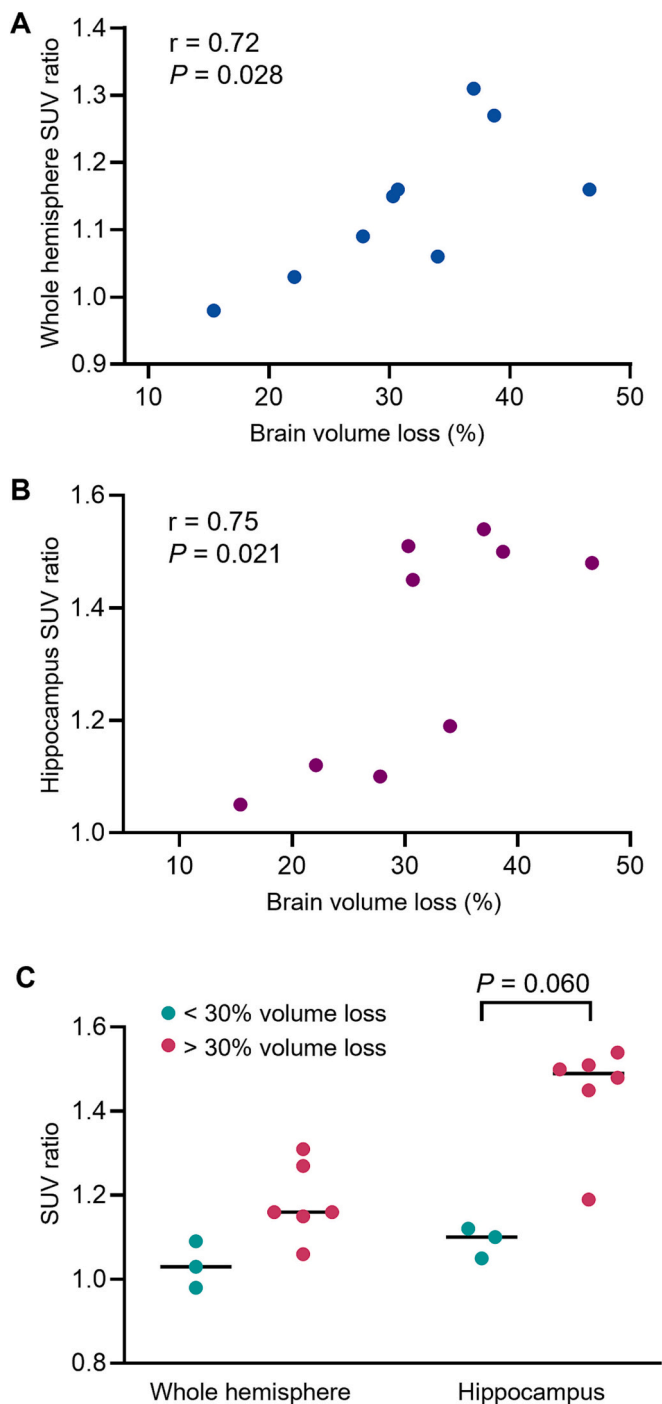 A
r = 0.72
P = 0.028
1.4
1.3
1.2
1.1
1.0
0.9
Whole hemisphere SUV ratio
10 20 30 40 50
Brain volume loss (%)
B
r = 0.75
P = 0.021
1.6
1.4
1.2
1.0
Hippocampus SUV ratio
10 20 30 40 50
Brain volume loss (%)
C
P = 0.060
< 30% volume loss
> 30% volume loss
1.6
1.4
1.2
1.0
0.8
SUV ratio
Whole hemisphere Hippocampus